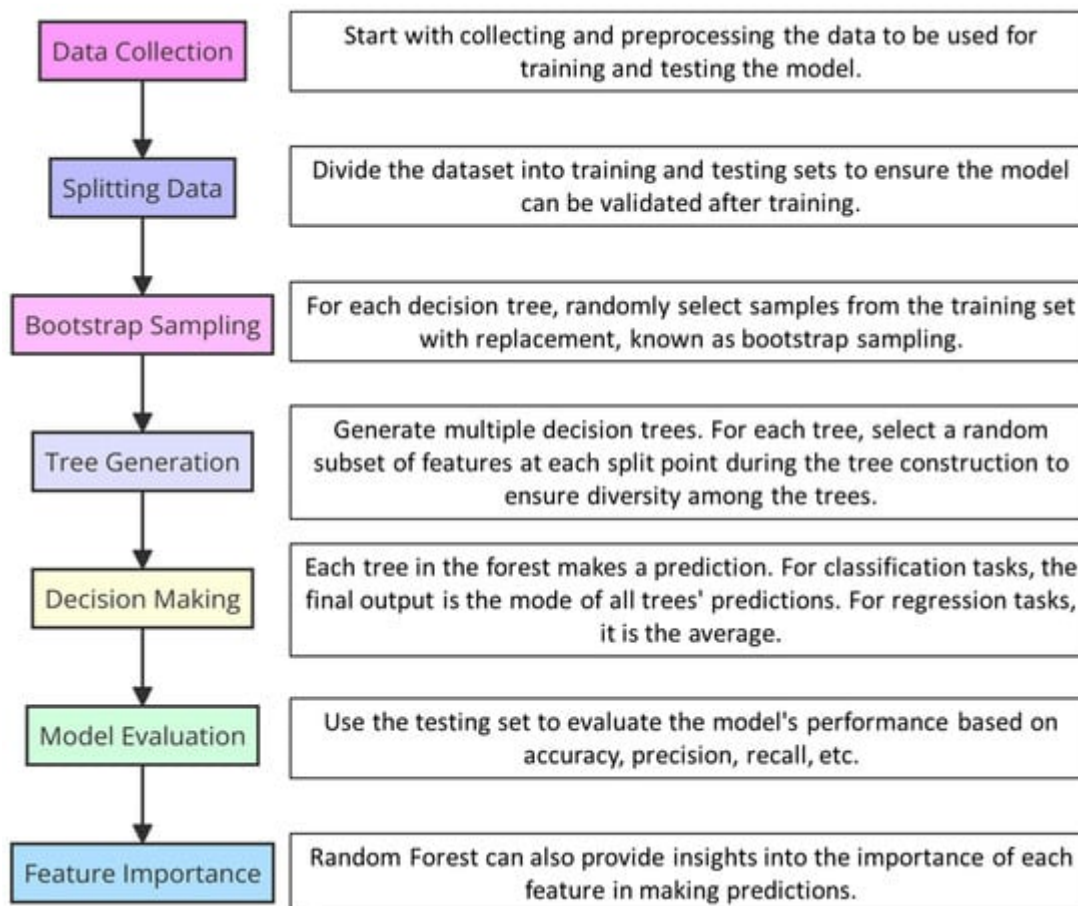 Data Collection
Start with collecting and preprocessing the data to be used for
training and testing the model.
Splitting Data
Divide the dataset into training and testing sets to ensure the model
can be validated after training.
Bootstrap Sampling
For each decision tree, randomly select samples from the training set
with replacement, known as bootstrap sampling.
Tree Generation
Generate multiple decision trees. For each tree, select a random
subset of features at each split point during the tree construction to
ensure diversity among the trees.
Decision Making
Each tree in the forest makes a prediction. For classification tasks, the
final output is the mode of all trees' predictions. For regression tasks,
it is the average.
Model Evaluation
Use the testing set to evaluate the model's performance based on
accuracy, precision, recall, etc.
Feature Importance
Random Forest can also provide insights into the importance of each
feature in making predictions.